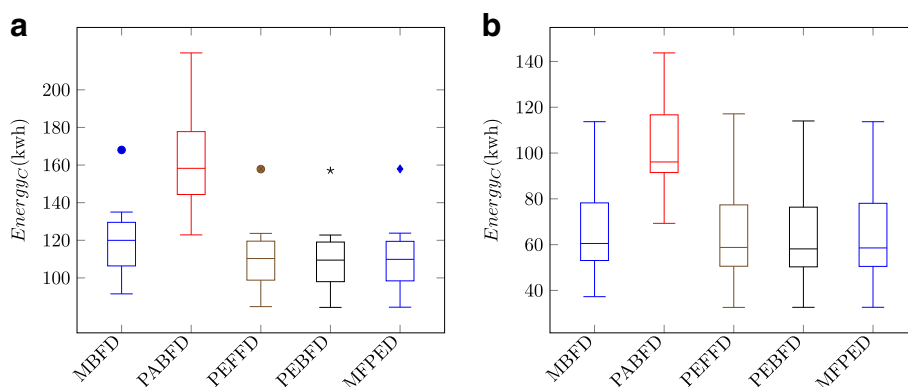 a
Energy_C(kwh)
200
180
160
140
120
100
MBFD
PABFD
PEFFD
PEBFD
MFPED
b
Energy_C(kwh)
140
120
100
80
60
40
MBFD
PABFD
PEFFD
PEBFD
MFPED